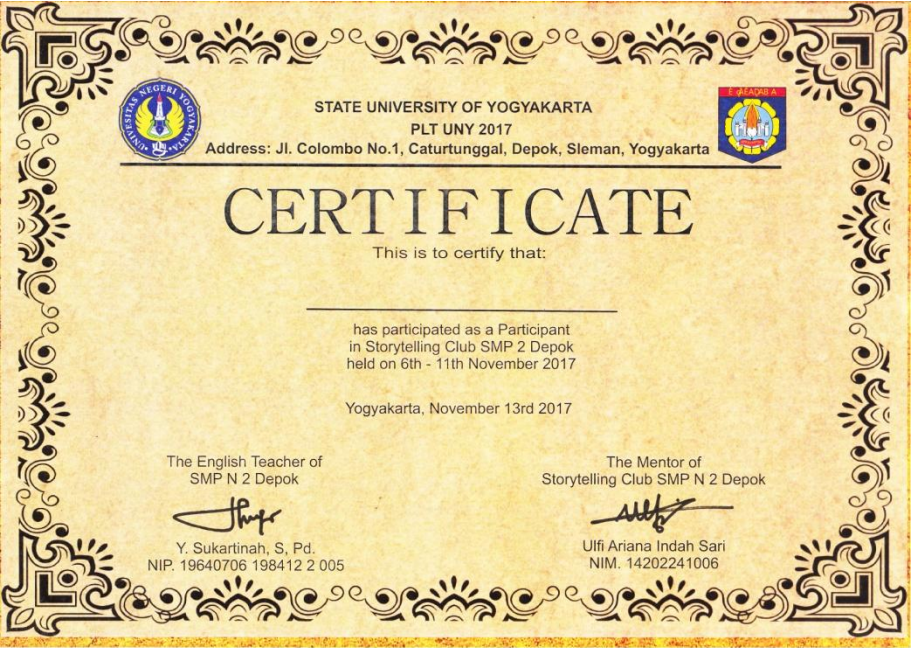 UNIVERSITAS NEGERI YOGYAKARTA
STATE UNIVERSITY OF YOGYAKARTA
PLT UNY 2017
Address: Jl. Colombo No.1, Caturtunggal, Depok, Sleman, Yogyakarta
CERTIFICATE
This is to certify that:
has participated as a Participant
in Storytelling Club SMP 2 Depok
held on 6th - 11th November 2017
Yogyakarta, November 13rd 2017
The English Teacher of
SMP N 2 Depok
Y. Sukartinah, S, Pd.
NIP. 19640706 198412 2 005
The Mentor of
Storytelling Club SMP N 2 Depok
Ulfi Ariana Indah Sari
NIM. 14202241006